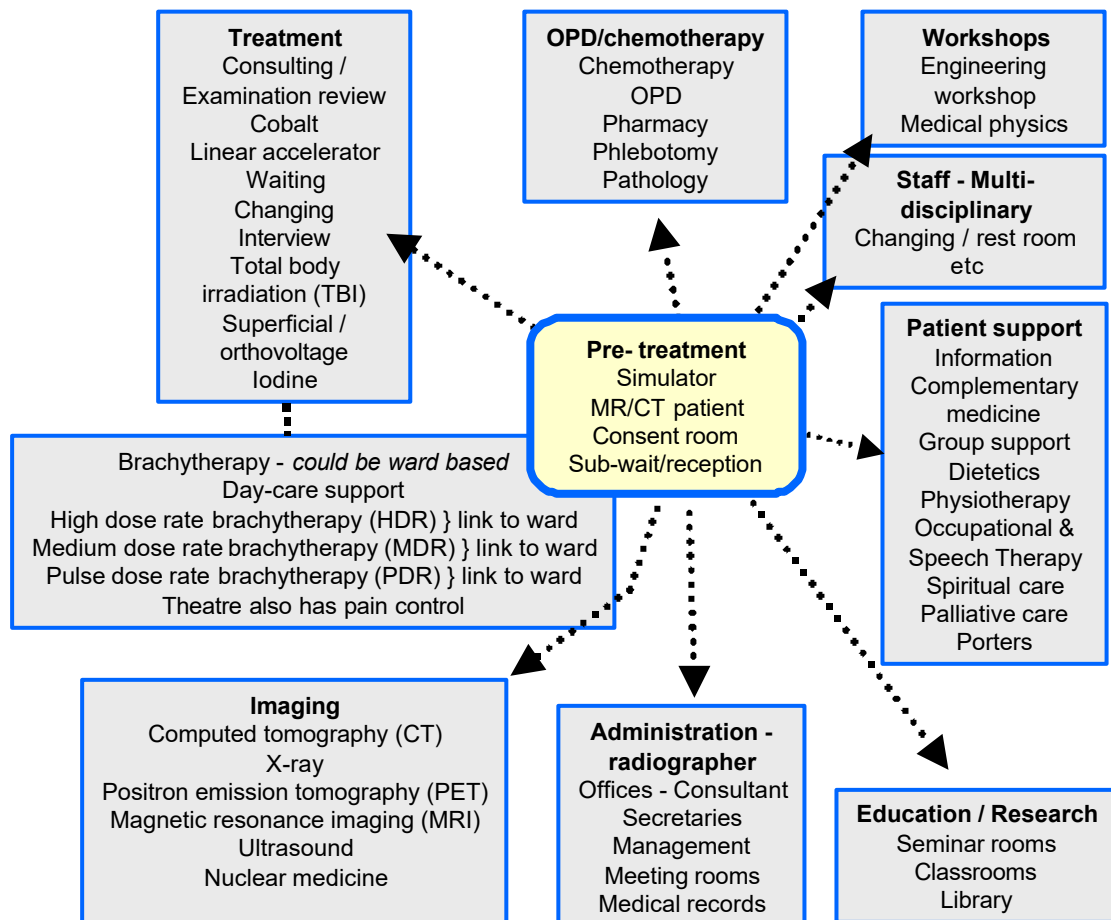 Treatment
Consulting /
Examination review
Cobalt
Linear accelerator
Waiting
Changing
Interview
Total body
irradiation (TBI)
Superficial /
orthovoltage
Iodine
OPD/chemotherapy
Chemotherapy
OPD
Pharmacy
Phlebotomy
Pathology
Workshops
Engineering
workshop
Medical physics
Staff - Multi-
disciplinary
Changing / rest room
etc
Pre- treatment
Simulator
MR/CT patient
Consent room
Sub-wait/reception
Patient support
Information
Complementary
medicine
Group support
Dietetics
Physiotherapy
Occupational &
Speech Therapy
Spiritual care
Palliative care
Porters
Brachytherapy - could be ward based
Day-care support
High dose rate brachytherapy (HDR) } link to ward
Medium dose rate brachytherapy (MDR) } link to ward
Pulse dose rate brachytherapy (PDR) } link to ward
Theatre also has pain control
Imaging
Computed tomography (CT)
X-ray
Positron emission tomography (PET)
Magnetic resonance imaging (MRI)
Ultrasound
Nuclear medicine
Administration -
radiographer
Offices - Consultant
Secretaries
Management
Meeting rooms
Medical records
Education / Research
Seminar rooms
Classrooms
Library